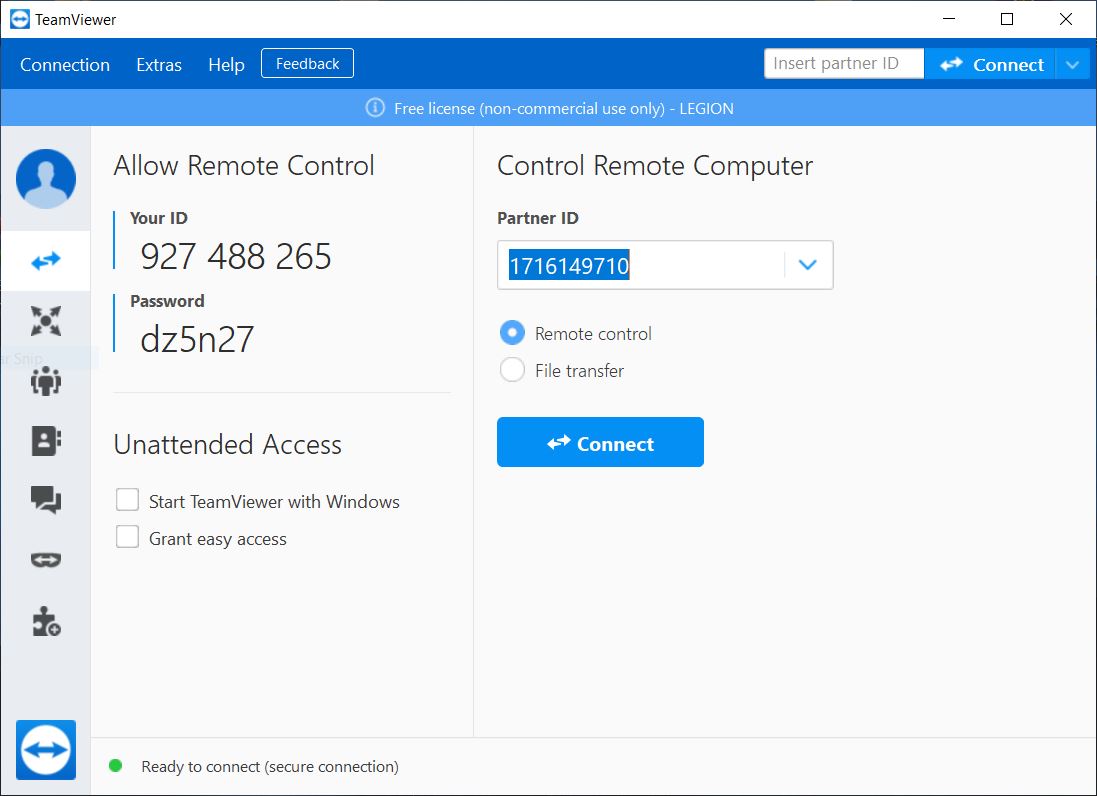 TeamViewer
Connection Extras Help Feedback Insert partner ID Connect
Free license (non-commercial use only) - LEGION
Allow Remote Control
Your ID
927 488 265
Password
dz5n27
Unattended Access
Start TeamViewer with Windows
Grant easy access
Control Remote Computer
Partner ID
1716149710
Remote control
File transfer
Connect
ar Snip
Ready to connect (secure connection)